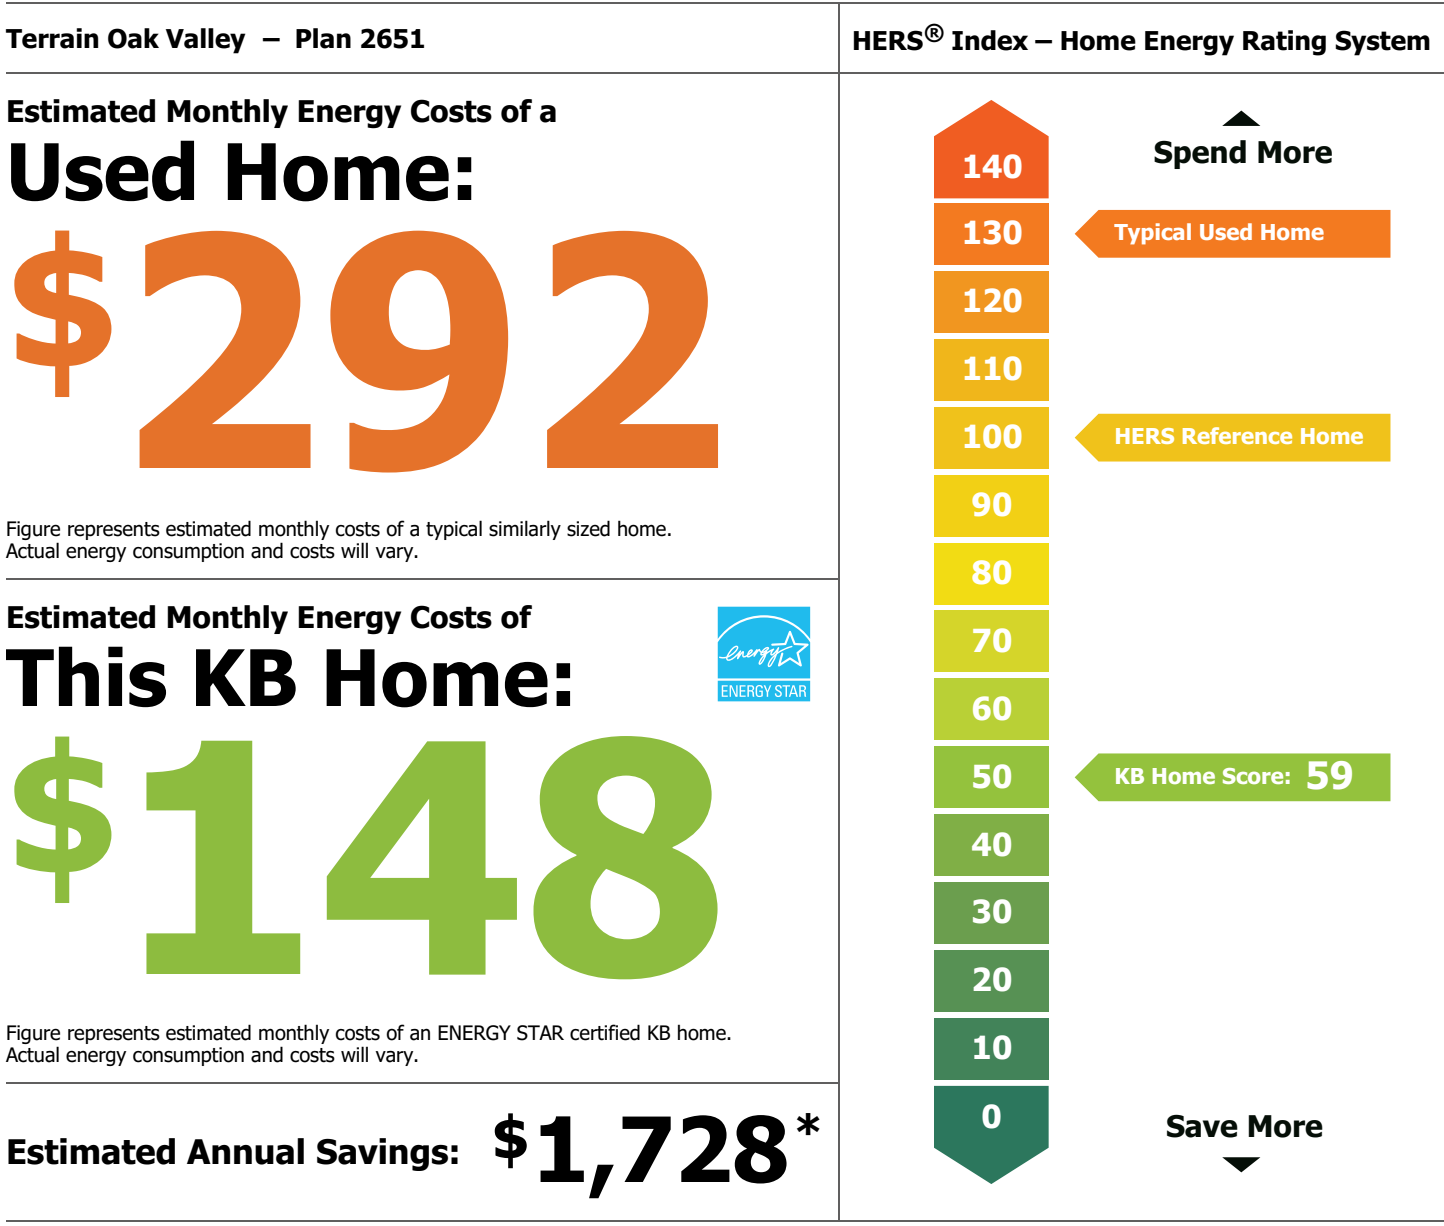 Terrain Oak Valley – Plan 2651
Estimated Monthly Energy Costs of a
Used Home:
$292
Figure represents estimated monthly costs of a typical similarly sized home.
Actual energy consumption and costs will vary.
Estimated Monthly Energy Costs of
This KB Home:
energy
ENERGY STAR
$148
Figure represents estimated monthly costs of an ENERGY STAR certified KB home.
Actual energy consumption and costs will vary.
Estimated Annual Savings: $1,728*
HERS® Index – Home Energy Rating System
Spend More
140
130
Typical Used Home
120
110
100
HERS Reference Home
90
80
70
60
50
KB Home Score: 59
40
30
20
10
0
Save More